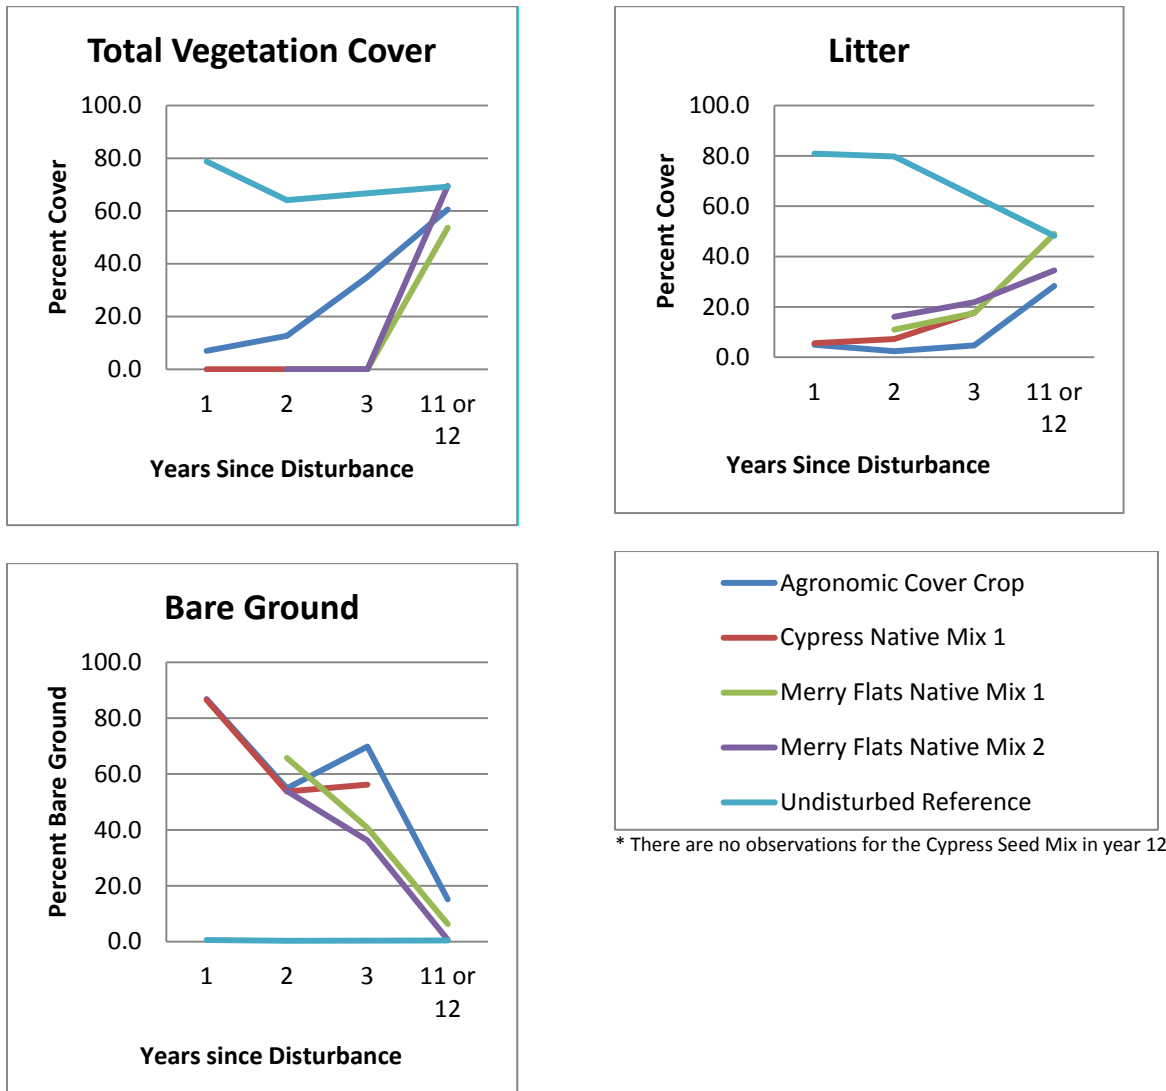 Total Vegetation Cover
100.0
80.0
60.0
40.0
20.0
0.0
Percent Cover
1 2 3 11 or
12
Years Since Disturbance
Litter
100.0
80.0
60.0
40.0
20.0
0.0
Percent Cover
1 2 3 11 or
12
Years Since Disturbance
Bare Ground
100.0
80.0
60.0
40.0
20.0
0.0
Percent Bare Ground
1 2 3 11 or
12
Years since Disturbance
Agronomic Cover Crop
Cypress Native Mix 1
Merry Flats Native Mix 1
Merry Flats Native Mix 2
Undisturbed Reference
* There are no observations for the Cypress Seed Mix in year 12